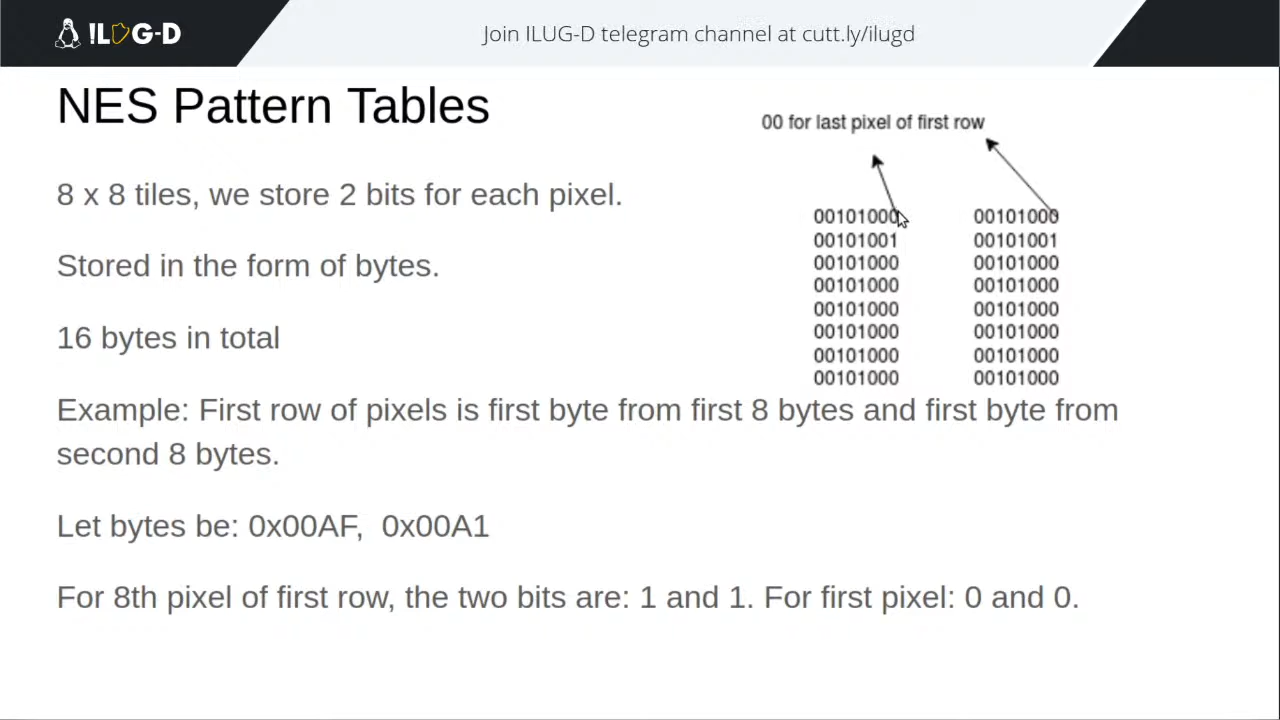 ILUG-D
Join ILUG-D telegram channel at cutt.ly/ilugd
NES Pattern Tables
00 for last pixel of first row
8 x 8 tiles, we store 2 bits for each pixel.
Stored in the form of bytes.
16 bytes in total
00101000 00101000
00101001 00101001
00101000 00101000
00101000 00101000
00101000 00101000
00101000 00101000
00101000 00101000
00101000 00101000
Example: First row of pixels is first byte from first 8 bytes and first byte from
second 8 bytes.
Let bytes be: 0x00AF, 0x00A1
For 8th pixel of first row, the two bits are: 1 and 1. For first pixel: 0 and 0.